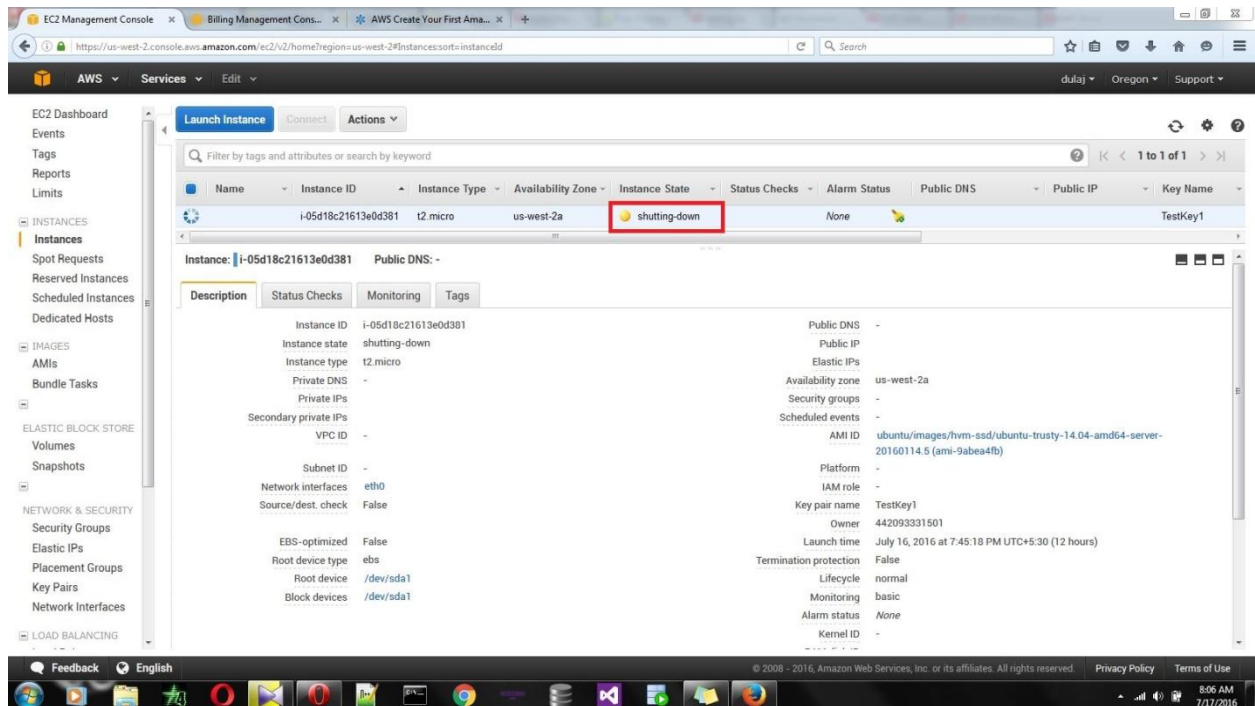 EC2 Management Console
Billing Management Cons...
AWS Create Your First Ama...
https://us-west-2.console.aws.amazon.com/ec2/v2/home?region=us-west-2#Instances:sort=instanceId
Search
AWS Services Edit
dulaj Oregon Support
EC2 Dashboard
Events
Tags
Reports
Limits
INSTANCES
Instances
Spot Requests
Reserved Instances
Scheduled Instances
Dedicated Hosts
IMAGES
AMIs
Bundle Tasks
ELASTIC BLOCK STORE
Volumes
Snapshots
NETWORK & SECURITY
Security Groups
Elastic IPs
Placement Groups
Key Pairs
Network Interfaces
LOAD BALANCING
Launch Instance Connect Actions
Filter by tags and attributes or search by keyword
1 to 1 of 1
Name Instance ID Instance Type Availability Zone Instance State Status Checks Alarm Status Public DNS Public IP Key Name
i-05d18c21613e0d381 t2.micro us-west-2a shutting-down None TestKey1
Instance: i-05d18c21613e0d381 Public DNS: -
Description Status Checks Monitoring Tags
Instance ID i-05d18c21613e0d381
Instance state shutting-down
Instance type t2.micro
Private DNS -
Private IPs
Secondary private IPs
VPC ID -
Subnet ID -
Network interfaces eth0
Source/dest. check False
EBS-optimized False
Root device type ebs
Root device /dev/sda1
Block devices /dev/sda1
Public DNS -
Public IP
Elastic IPs
Availability zone us-west-2a
Security groups -
Scheduled events -
AMI ID ubuntu/images/hvm-ssd/ubuntu-trusty-14.04-amd64-server-
20160114.5 (ami-9abea4fb)
Platform -
IAM role -
Key pair name TestKey1
Owner 442093331501
Launch time July 16, 2016 at 7:45:18 PM UTC+5:30 (12 hours)
Termination protection False
Lifecycle normal
Monitoring basic
Alarm status None
Kernel ID -
Feedback English
© 2008 - 2016, Amazon Web Services, Inc. or its affiliates. All rights reserved. Privacy Policy Terms of Use
8:06 AM
7/17/2016